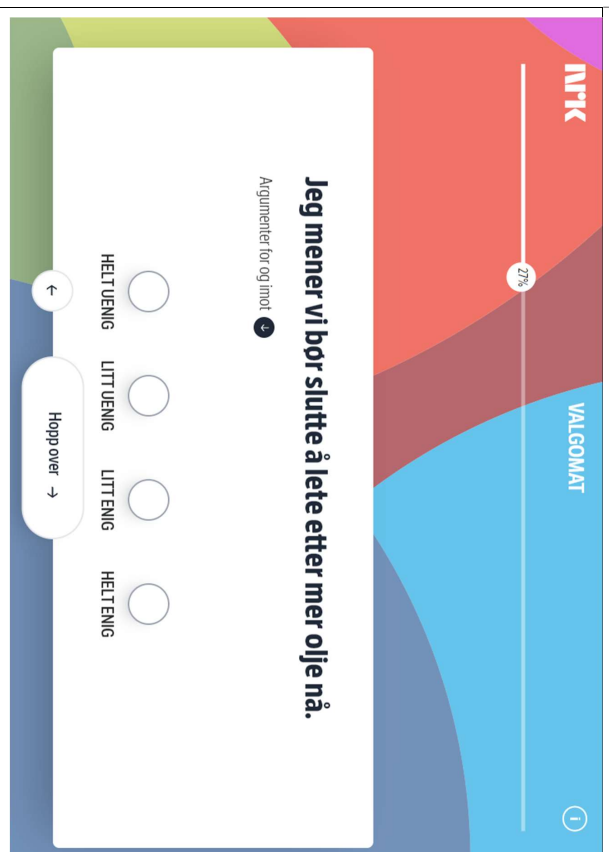 NRK
VALGOMAT
i
27%
Jeg mener vi bør slutte å lete etter mer olje nå.
Argumenter for og imot ↓
HELT UENIG
LITT UENIG
LITT ENIG
HELT ENIG
←
Hopp over →